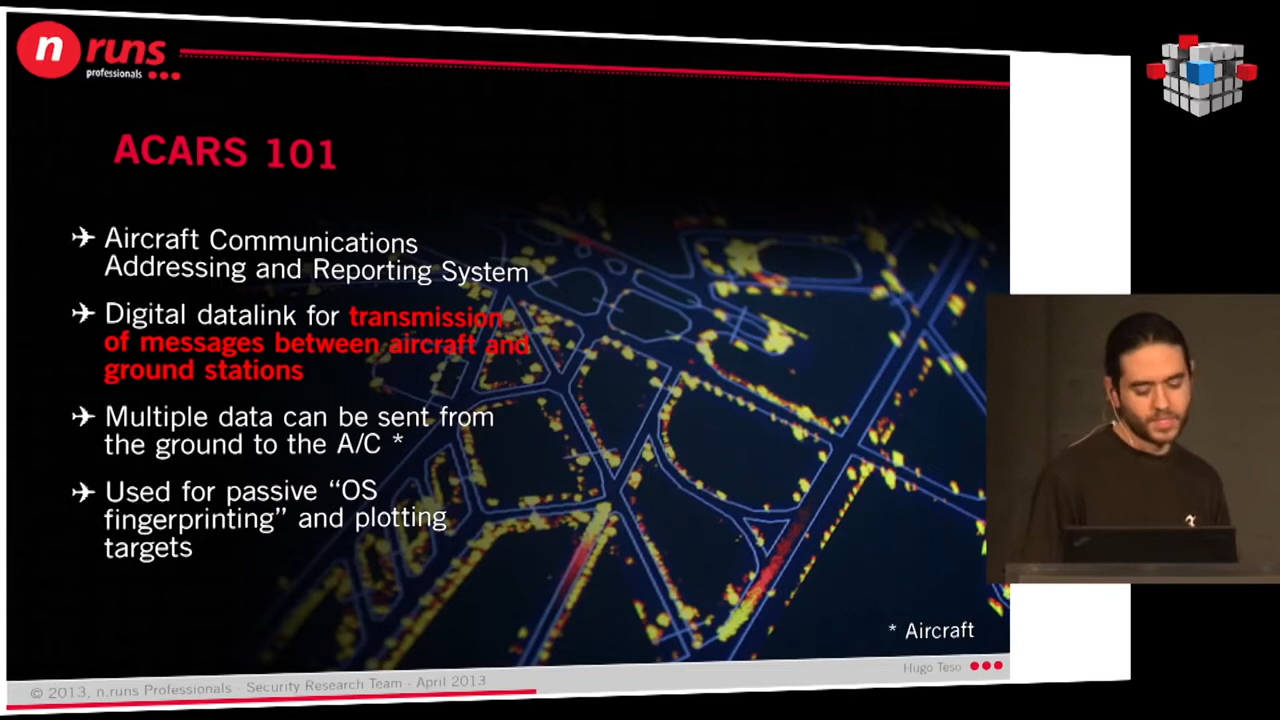 n runs
professionals
ACARS 101
Aircraft Communications
Addressing and Reporting System
Digital datalink for transmission
of messages between aircraft and
ground stations
Multiple data can be sent from
the ground to the A/C *
Used for passive “OS
fingerprinting” and plotting
targets
* Aircraft
Hugo Teso
© 2013, n.runs Professionals - Security Research Team - April 2013